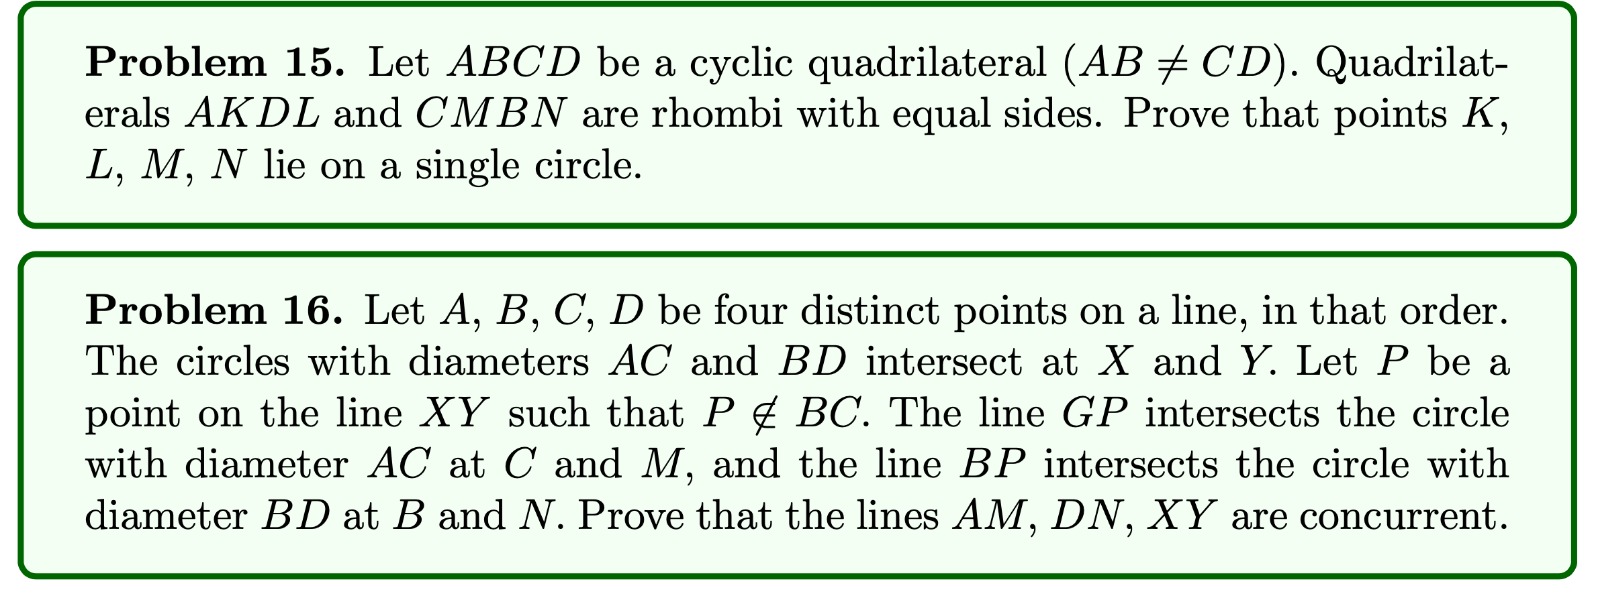 Problem 15. Let ABCD be a cyclic quadrilateral (AB ≠ CD). Quadrilat-
erals AKDL and CMBN are rhombi with equal sides. Prove that points K,
L, M, N lie on a single circle.
Problem 16. Let A, B, C, D be four distinct points on a line, in that order.
The circles with diameters AC and BD intersect at X and Y. Let P be a
point on the line XY such that P ∉ BC. The line GP intersects the circle
with diameter AC at C and M, and the line BP intersects the circle with
diameter BD at B and N. Prove that the lines AM, DN, XY are concurrent.